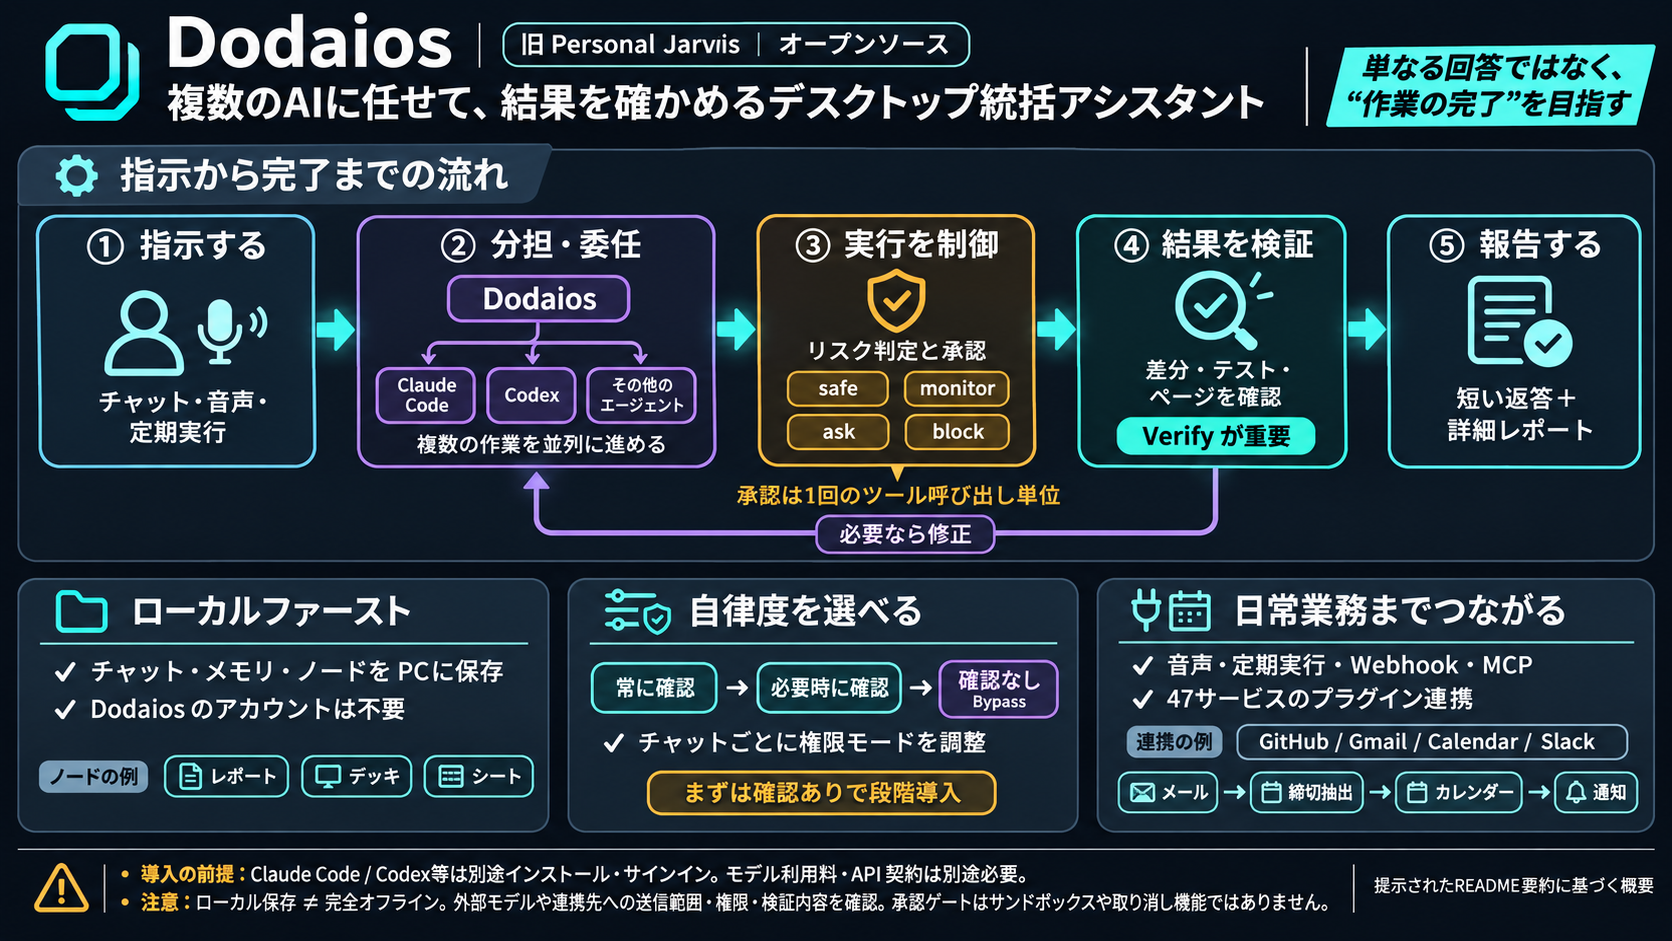 Dodaios
旧 Personal Jarviis | オープンソース
複数のAIに任せて、結果を確かめるデスクトップ統括アシスタント
単なる回答ではなく、
“作業の完了”を目指す
指示から完了までの流れ
① 指示する
チャット・音声・
定期実行
② 分担・委任
Dodaios
Claude
Code
Codex
その他の
エージェント
複数の作業を並列に進める
③ 実行を制御
リスク判定と承認
safe
monitor
ask
block
承認は1回のツール呼び出し単位
④ 結果を検証
差分・テスト・
ページを確認
Verify が重要
⑤ 報告する
短い返答＋
詳細レポート
必要なら修正
ローカルファースト
チャット・メモリ・ノードを PCに保存
Dodaios のアカウントは不要
ノードの例
レポート
デッキ
シート
自律度を選べる
常に確認
必要時に確認
確認なし
Bypass
チャットごとに権限モードを調整
まずは確認ありで段階導入
日常業務までつながる
音声・定期実行・Webhook・MCP
47サービスのプラグイン連携
連携の例
GitHub / Gmail / Calendar / Slack
メール
締切抽出
カレンダー
通知
• 導入の前提：Claude Code / Codex等は別途インストール・サインイン。モデル利用料・API 契約は別途必要。
• 注意：ローカル保存 ≠ 完全オフライン。外部モデルや連携先への送信範囲・権限・検証内容を確認。承認ゲートはサンドボックスや取り消し機能ではありません。
提示されたREADME要約に基づく概要